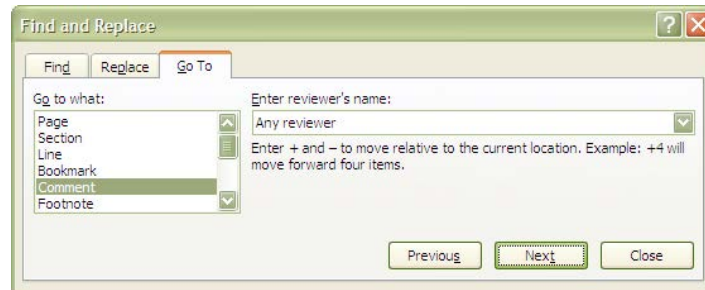 Find and Replace
Find Replace Go To
Go to what:
Page
Section
Line
Bookmark
Comment
Footnote
Enter reviewer's name:
Any reviewer
Enter + and – to move relative to the current location. Example: +4 will
move forward four items.
Previous Next Close